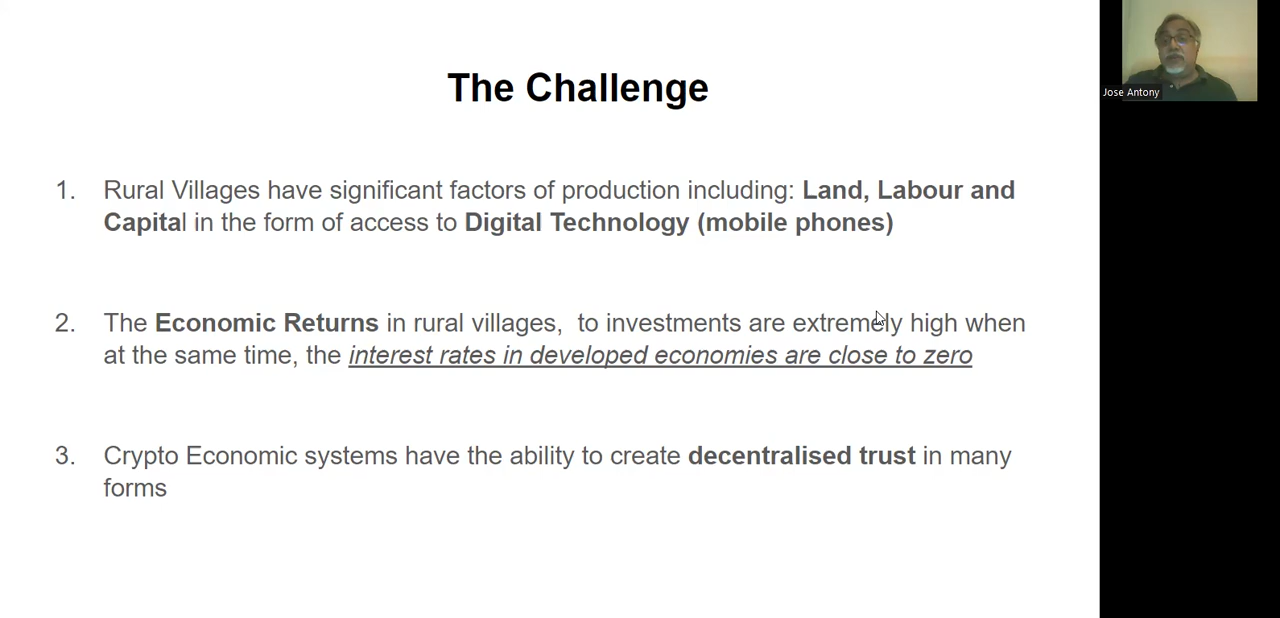 The Challenge
Jose Antony
1. Rural Villages have significant factors of production including: Land, Labour and
Capital in the form of access to Digital Technology (mobile phones)
2. The Economic Returns in rural villages,  to investments are extremely high when
at the same time, the interest rates in developed economies are close to zero
3. Crypto Economic systems have the ability to create decentralised trust in many
forms